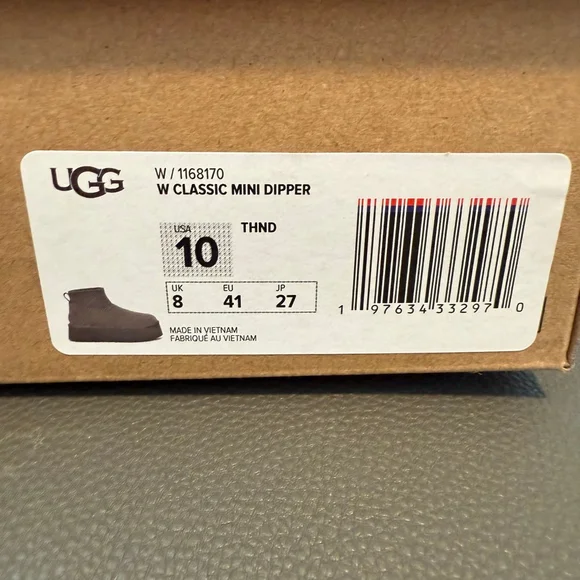 UGG
W / 1168170
W CLASSIC MINI DIPPER
USA
10
THND
UK EU JP
8 41 27
MADE IN VIETNAM
FABRIQUÉ AU VIETNAM
1 97634 33297 0